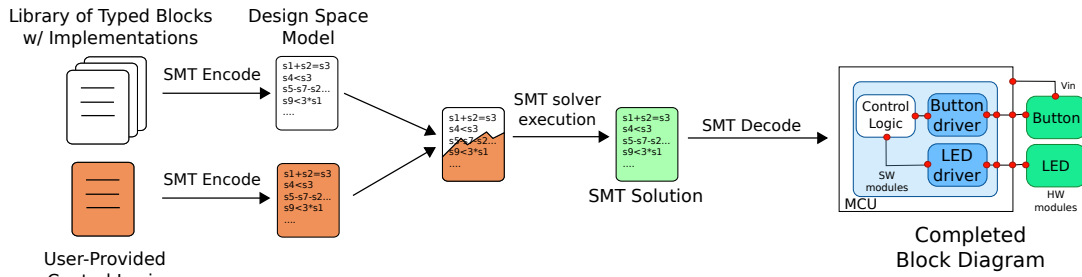 Library of Typed Blocks
w/ Implementations
SMT Encode
Design Space
Model
s1+s2=s3
s4<s3
s5-s7-s2...
s9<3*s1
....
User-Provided
SMT Encode
s1+s2=s3
s4<s3
s5-s7-s2...
s9<3*s1
....
s1+s2=s3
s4<s3
s5-s7-s2...
s9<3*s1
....
SMT solver
execution
s1+s2=s3
s4<s3
s5-s7-s2...
s9<3*s1
....
SMT Solution
SMT Decode
Control
Logic
Button
driver
LED
driver
SW
modules
MCU
Vin
Button
LED
HW
modules
Completed
Block Diagram